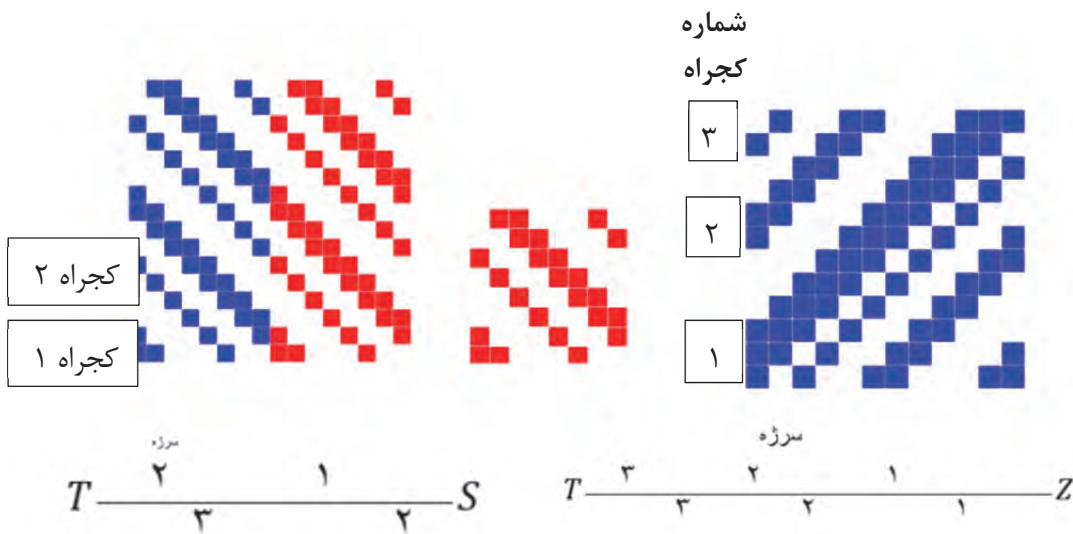 شماره
کجراه
۳
۲
۱
کجراه ۲
کجراه ۱
سرژه
T ۲ ۱ S
۳ ۲
سرژه
T ۳ ۲ ۱ Z
۳ ۲ ۱